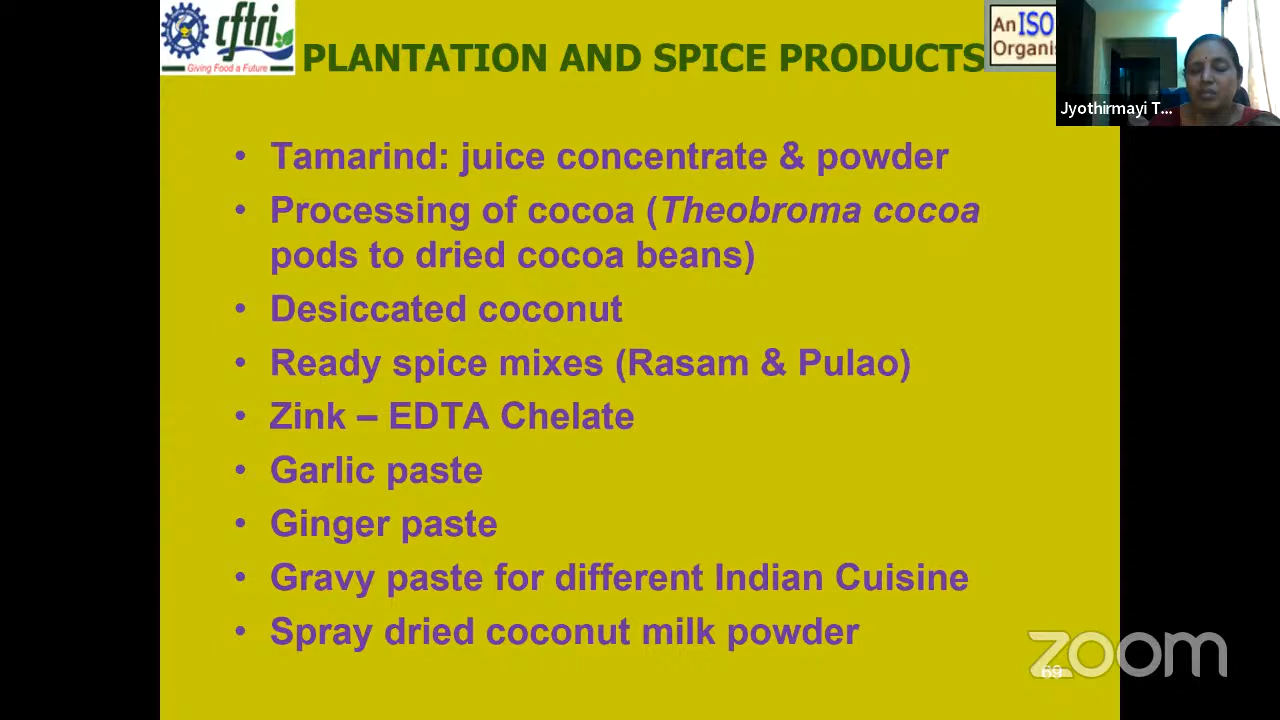 cftri
Giving Food a Future
PLANTATION AND SPICE PRODUCTS
An ISO
Organis
Jyothirmayi T...
• Tamarind: juice concentrate & powder
• Processing of cocoa (Theobroma cocoa
pods to dried cocoa beans)
• Desiccated coconut
• Ready spice mixes (Rasam & Pulao)
• Zink – EDTA Chelate
• Garlic paste
• Ginger paste
• Gravy paste for different Indian Cuisine
• Spray dried coconut milk powder
zoom
69